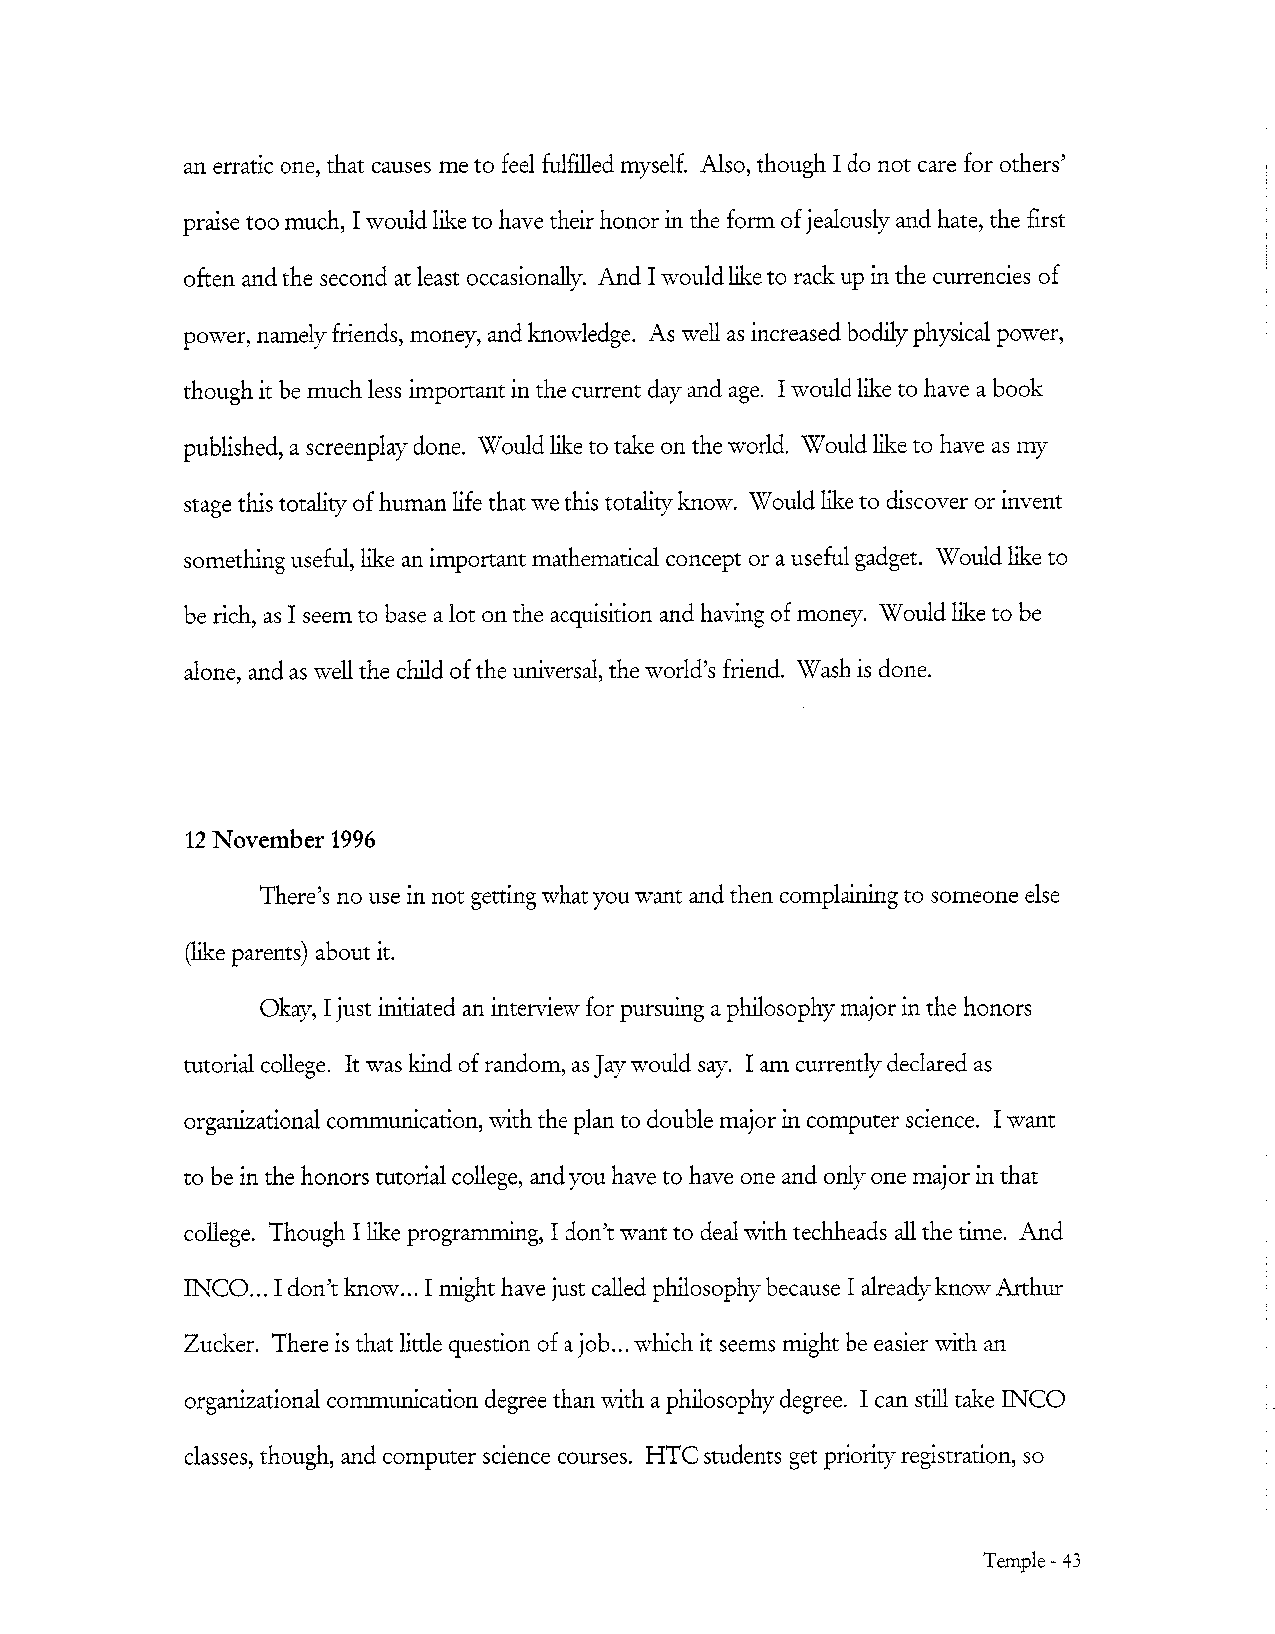 an erratic one, that causes me to feel fulfilled myself.  Also, though I do not care for others'
praise too much, I would like to have their honor in the form of jealously and hate, the first
often and the second at least occasionally.  And I would like to rack up in the currencies of
power, namely friends, money, and knowledge.  As well as increased bodily physical power,
though it be much less important in the current day and age.  I would like to have a book
published, a screenplay done.  Would like to take on the world.  Would like to have as my
stage this totality of human life that we this totality know.  Would like to discover or invent
something useful, like an important mathematical concept or a useful gadget.  Would like to
be rich, as I seem to base a lot on the acquisition and having of money.  Would like to be
alone, and as well the child of the universal, the world's friend.  Wash is done.
12 November 1996
There's no use in not getting what you want and then complaining to someone else
(like parents) about it.
Okay, I just initiated an interview for pursuing a philosophy major in the honors
tutorial college.  It was kind of random, as Jay would say.  I am currently declared as
organizational communication, with the plan to double major in computer science.  I want
to be in the honors tutorial college, and you have to have one and only one major in that
college.  Though I like programming, I don't want to deal with techheads all the time.  And
INCO... I don't know... I might have just called philosophy because I already know Arthur
Zucker.  There is that little question of a job... which it seems might be easier with an
organizational communication degree than with a philosophy degree.  I can still take INCO
classes, though, and computer science courses.  HTC students get priority registration, so
Temple - 43